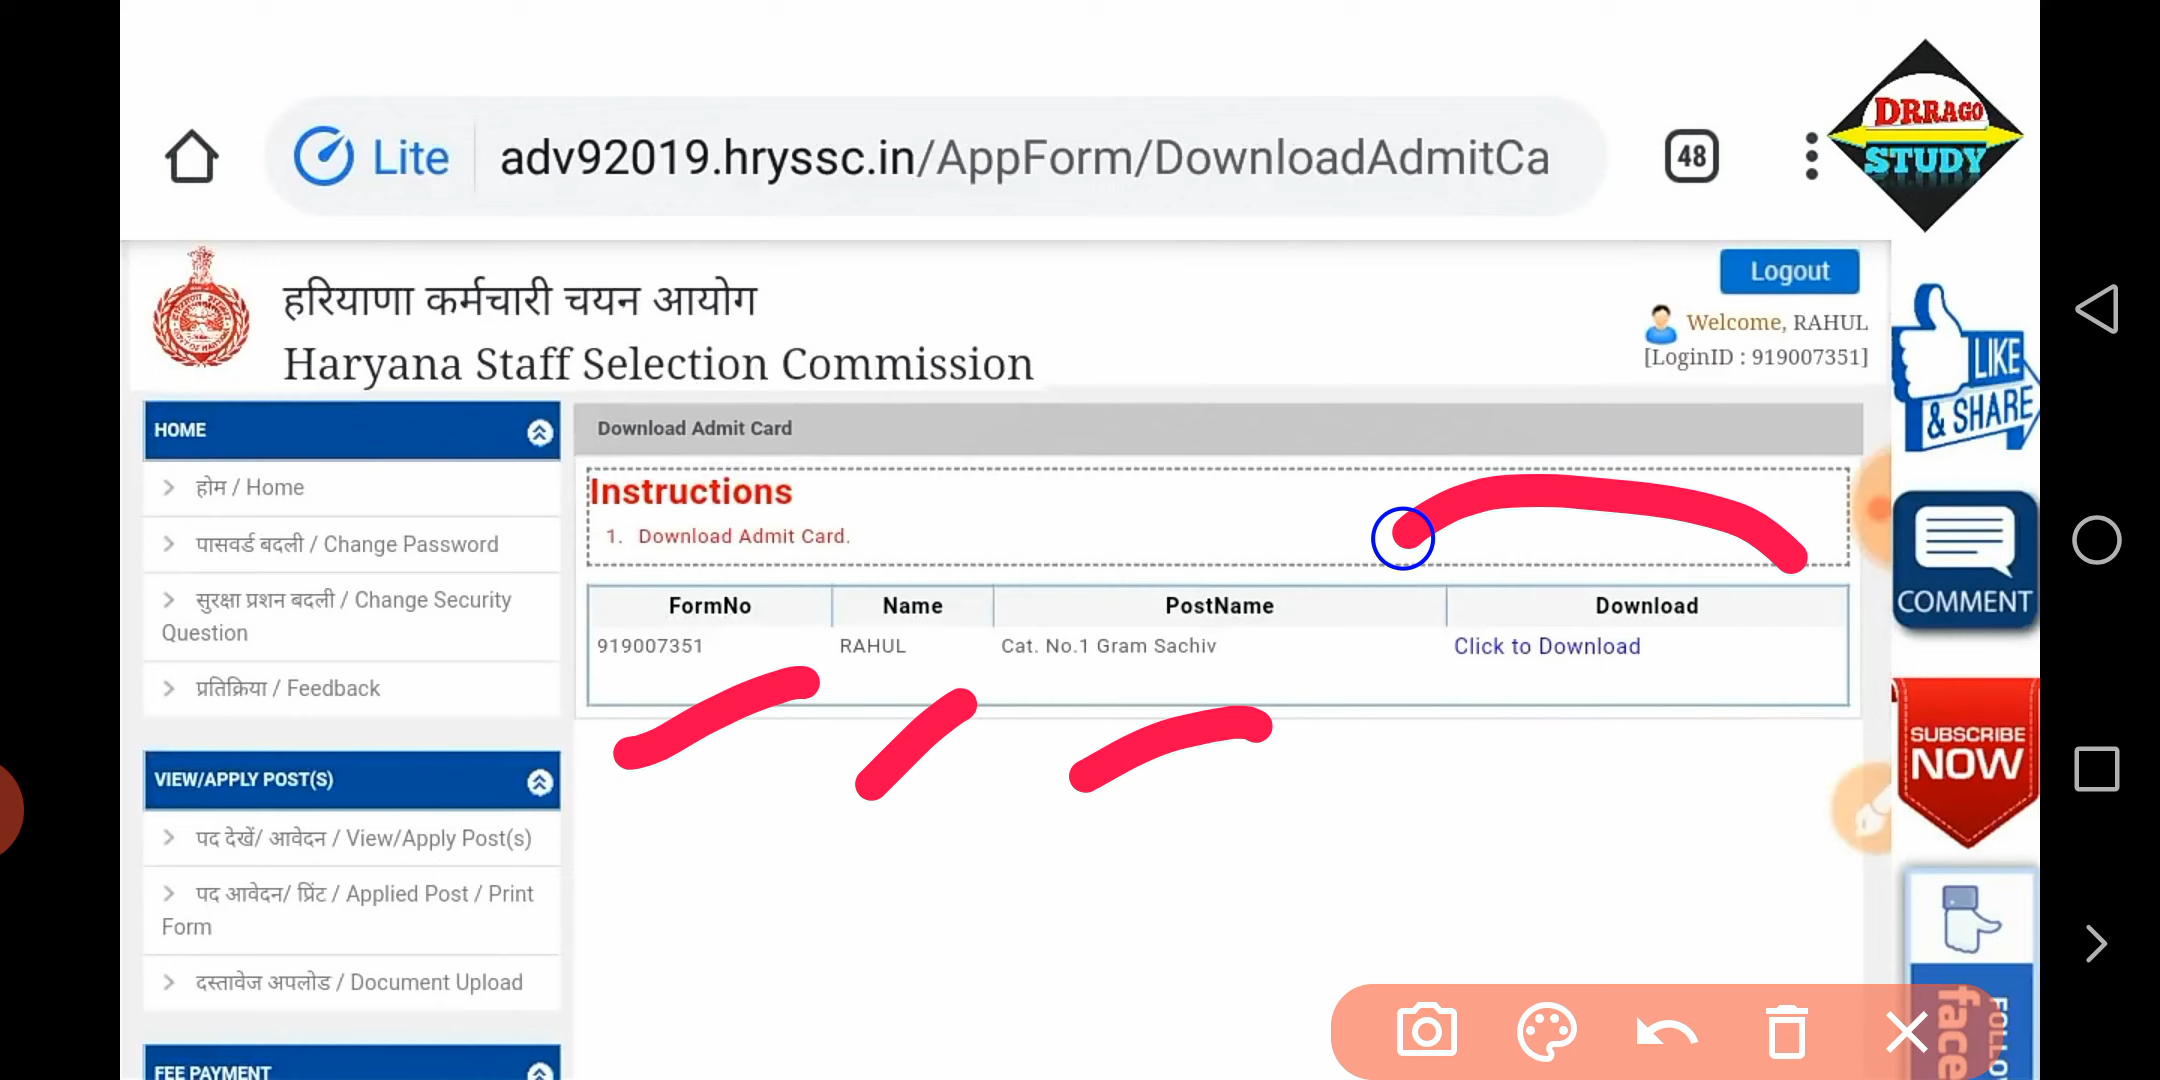 DRRAGO
STUDY
Lite
adv92019.hryssc.in/AppForm/DownloadAdmitCa
48
हरियाणा कर्मचारी चयन आयोग
Haryana Staff Selection Commission
Logout
Welcome, RAHUL
[LoginID : 919007351]
LIKE
& SHARE
HOME
होम / Home
पासवर्ड बदली / Change Password
सुरक्षा प्रशन बदली / Change Security
Question
प्रतिक्रिया / Feedback
Download Admit Card
Instructions
1. Download Admit Card.
FormNo Name PostName Download
919007351 RAHUL Cat. No.1 Gram Sachiv Click to Download
COMMENT
SUBSCRIBE
NOW
VIEW/APPLY POST(S)
पद देखें/ आवेदन / View/Apply Post(s)
पद आवेदन/ प्रिंट / Applied Post / Print
Form
दस्तावेज अपलोड / Document Upload
FEE PAYMENT
face
FOLLO